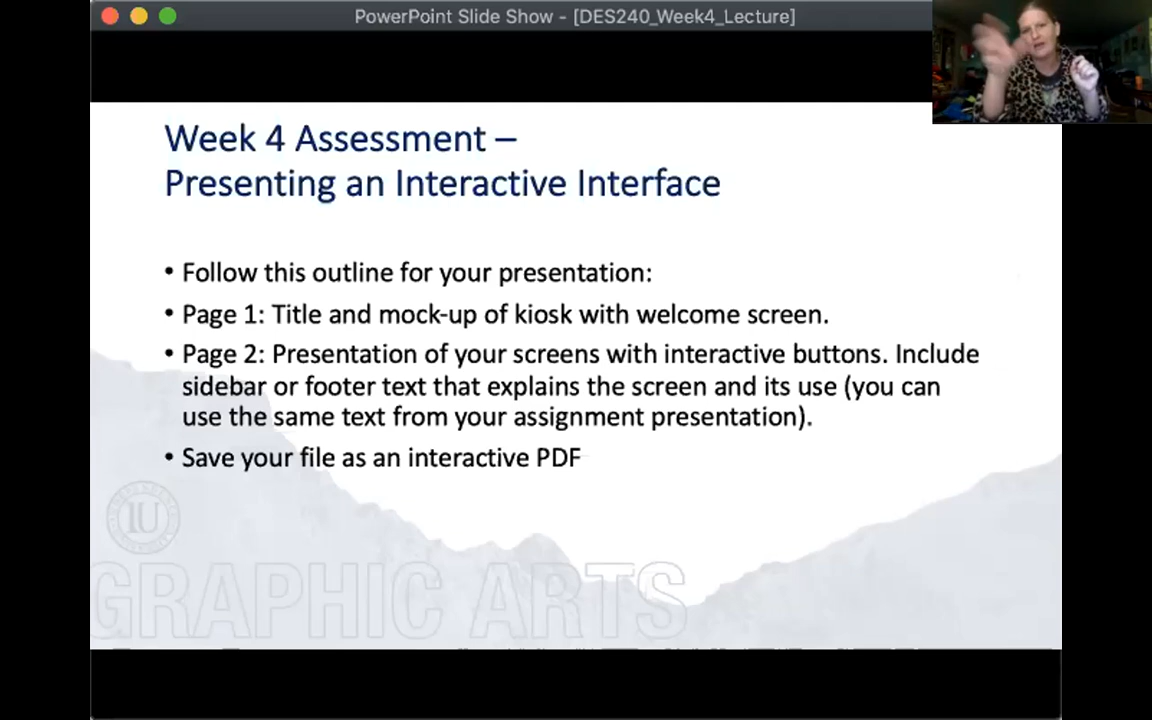 PowerPoint Slide Show - [DES240_Week4_Lecture]
Week 4 Assessment –
Presenting an Interactive Interface
• Follow this outline for your presentation:
• Page 1: Title and mock-up of kiosk with welcome screen.
• Page 2: Presentation of your screens with interactive buttons. Include
sidebar or footer text that explains the screen and its use (you can
use the same text from your assignment presentation).
• Save your file as an interactive PDF
IU
GRAPHIC ARTS